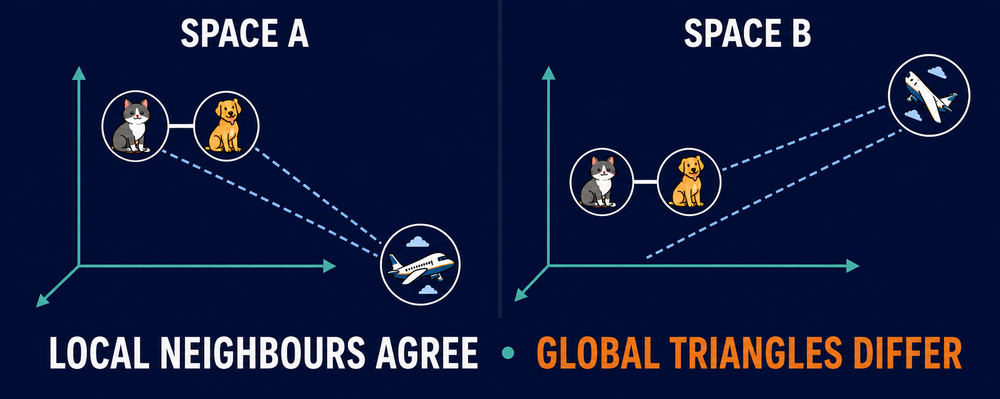 SPACE A
SPACE B
LOCAL NEIGHBOURS AGREE • GLOBAL TRIANGLES DIFFER